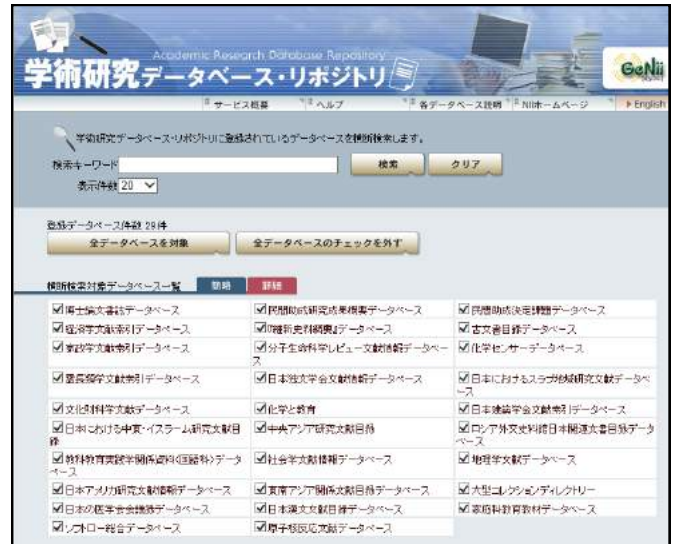 Academic Research Database Repository
学術研究データベース・リポジトリ
GeNii
サービス概要 ヘルプ 各データベース説明 NIIホームページ English
学術研究データベース・リポジトリに登録されているデータベースを横断検索します。
検索キーワード 検索 クリア
表示件数 20
登録データベース件数 29件
全データベースを対象 全データベースのチェックを外す
横断検索対象データベース一覧 簡略 詳細
博士論文書誌データベース 民間助成研究成果概要データベース 民間助成決定課題データベース
経済学文献索引データベース 『維新史料綱要』データベース 古文書目録データベース
家政学文献索引データベース 分子生命科学レビュー文献情報データベー
ス 化学センサーデータベース
霊長類学文献索引データベース 日本独文学会文献情報データベース 日本におけるスラブ地域研究文献データベ
ース
文化財科学文献データベース 化学と教育 日本建築学会文献索引データベース
日本における中東・イスラーム研究文献目
録 中央アジア研究文献目録 ロシア外交史料館日本関連文書目録データ
ベース
教科教育実践学関係資料(国語科)データ
ベース 社会学文献情報データベース 地理学文献データベース
日本アメリカ研究文献情報データベース 東南アジア関係文献目録データベース 大型コレクションディレクトリー
日本の医学会会議録データベース 日本漢文文献目録データベース 家庭科教育教材データベース
ソフトロー総合データベース 原子核反応文献データベース